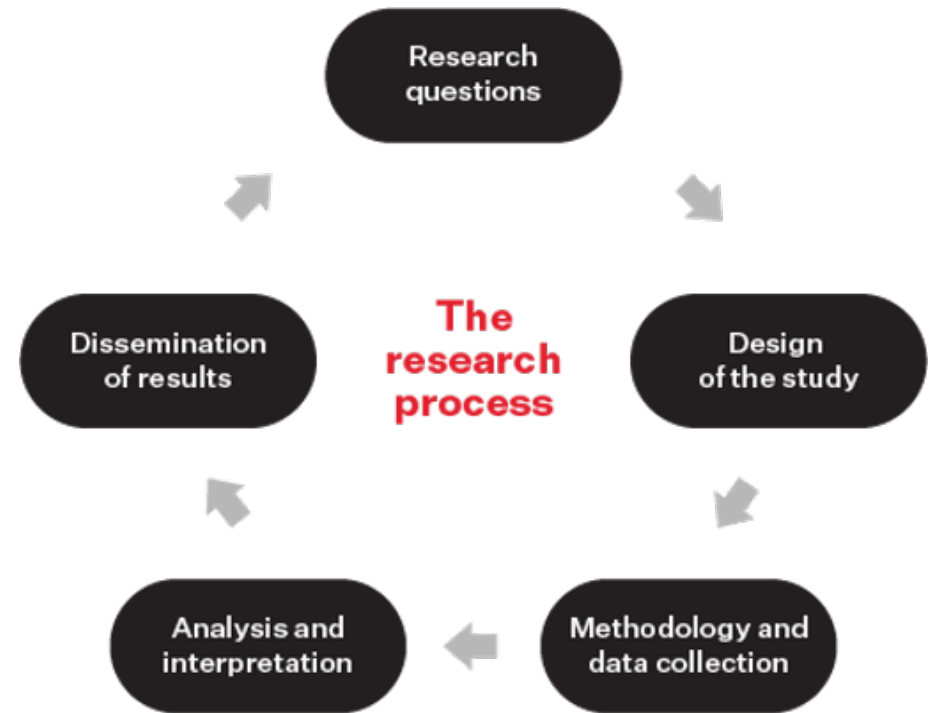 Research
questions
Design
of the study
Methodology and
data collection
Analysis and
interpretation
Dissemination
of results
The
research
process